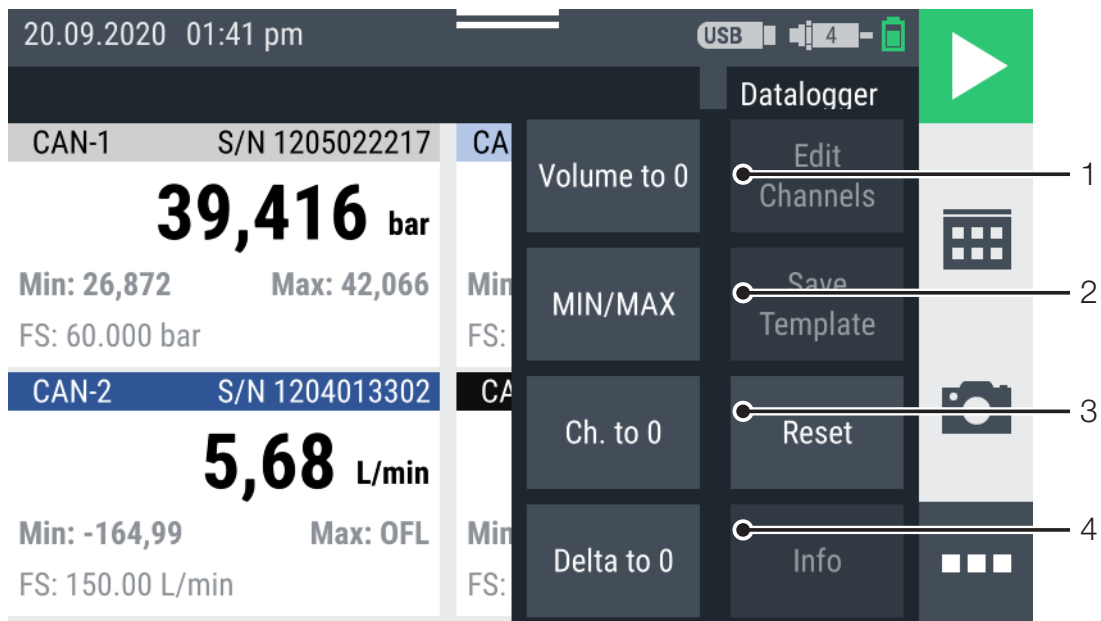 20.09.2020 01:41 pm USB 4
Datalogger
CAN-1 S/N 1205022217 CA
39,416 bar
Min: 26,872 Max: 42,066 Min
FS: 60.000 bar FS:
CAN-2 S/N 1204013302 CA
5,68 L/min
Min: -164,99 Max: OFL Min
FS: 150.00 L/min FS:
Volume to 0
Edit
Channels
1
MIN/MAX
Save
Template
2
Ch. to 0
Reset
3
Delta to 0
Info
4